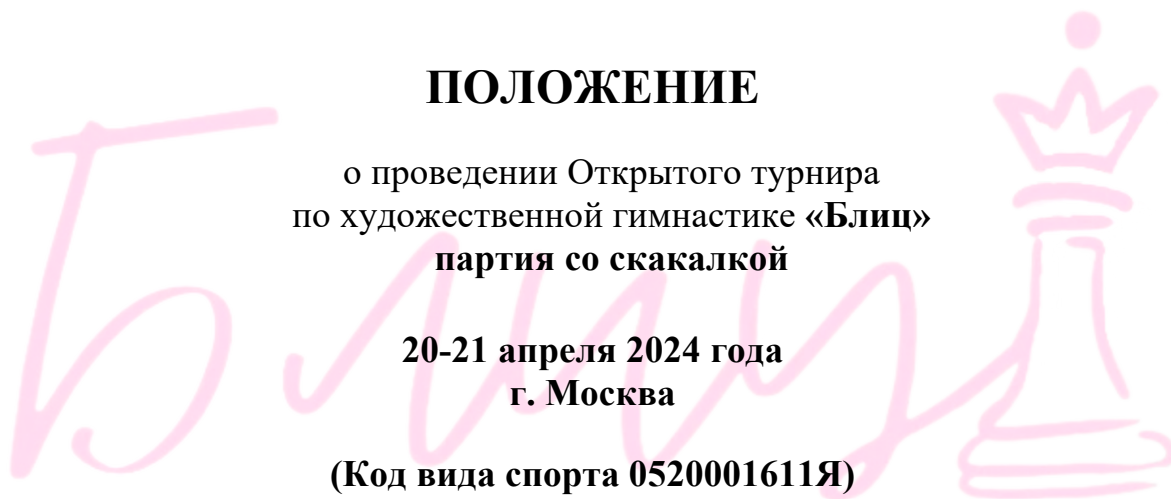 ПОЛОЖЕНИЕ
о проведении Открытого турнира
по художественной гимнастике «Блиц»
партия со скакалкой
20-21 апреля 2024 года
г. Москва
(Код вида спорта 0520001611Я)
Блиц